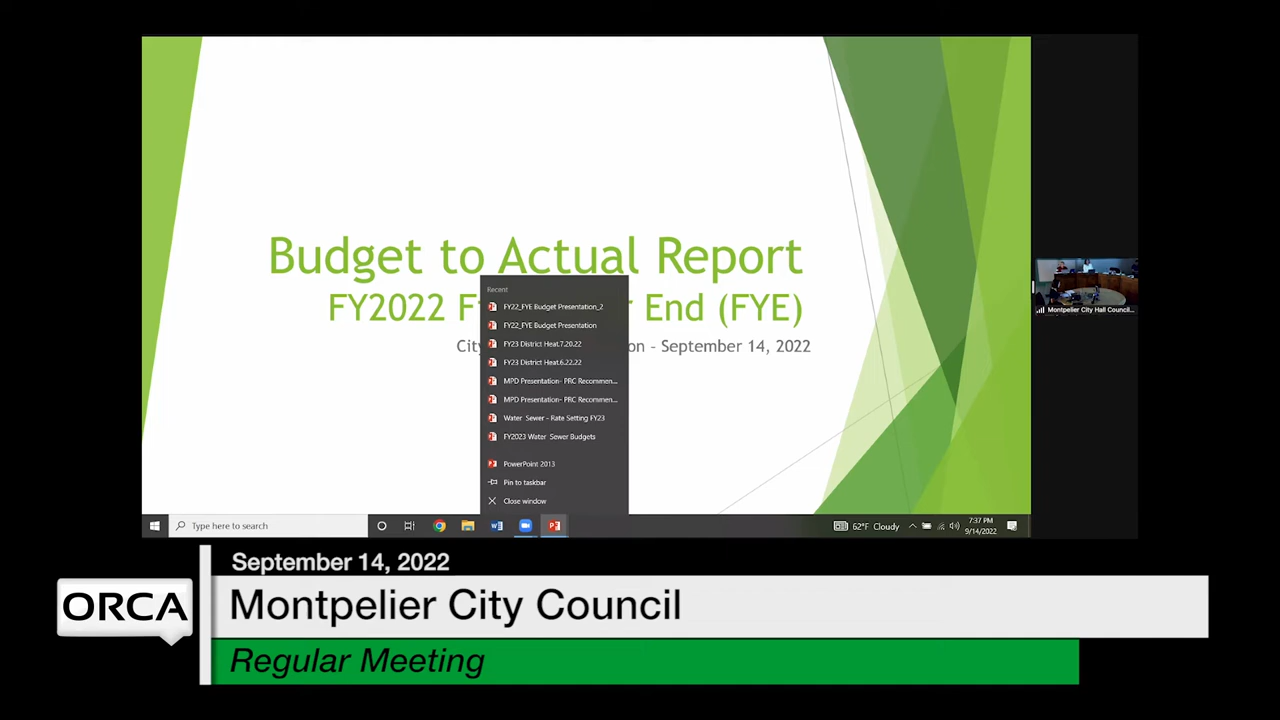 Budget to Actual Report
FY2022 F r End (FYE)
City on - September 14, 2022
Recent
FY22_FYE Budget Presentation_2
FY22_FYE Budget Presentation
FY23 District Heat.7.20.22
FY23 District Heat.6.22.22
MPD Presentation- PRC Recommen...
MPD Presentation- PRC Recommen...
Water Sewer - Rate Setting FY23
FY2023 Water Sewer Budgets
PowerPoint 2013
Pin to taskbar
Close window
Montpelier City Hall Council...
Type here to search
62°F Cloudy
7:37 PM
9/14/2022
September 14, 2022
ORCA
Montpelier City Council
Regular Meeting